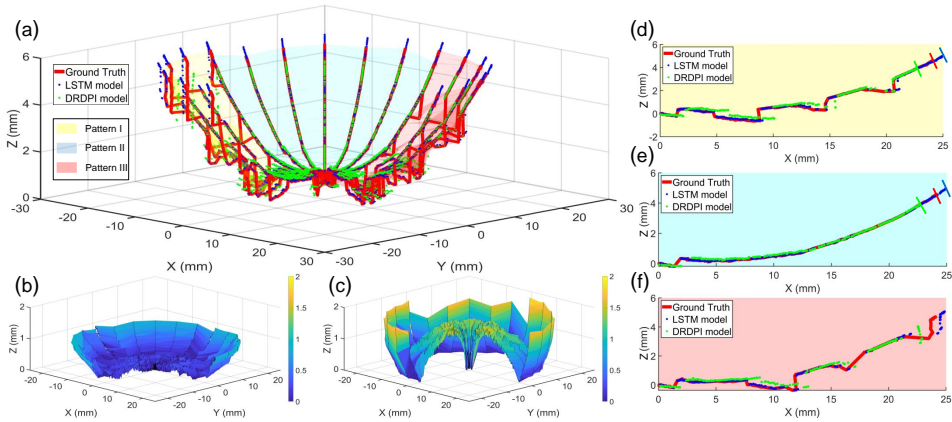 (a)
Z (mm)
6
4
2
0
-30
-20
-10
0
10
20
30
X (mm)
-30
-20
-10
0
10
20
30
Y (mm)
Ground Truth
LSTM model
DRDPI model
Pattern I
Pattern II
Pattern III
(b)
Z (mm)
2
1
0
-20
-10
0
10
20
X (mm)
-20
-10
0
10
20
Y (mm)
2
1.5
1
0.5
0
(c)
Z (mm)
2
1
0
-20
-10
0
10
20
X (mm)
-20
-10
0
10
20
Y (mm)
2
1.5
1
0.5
0
(d)
Z (mm)
6
4
2
0
-2
Ground Truth
LSTM model
DRDPI model
0 5 10 15 20 25
X (mm)
(e)
Z (mm)
6
4
2
0
Ground Truth
LSTM model
DRDPI model
0 5 10 15 20 25
X (mm)
(f)
Z (mm)
6
4
2
0
Ground Truth
LSTM model
DRDPI model
0 5 10 15 20 25
X (mm)